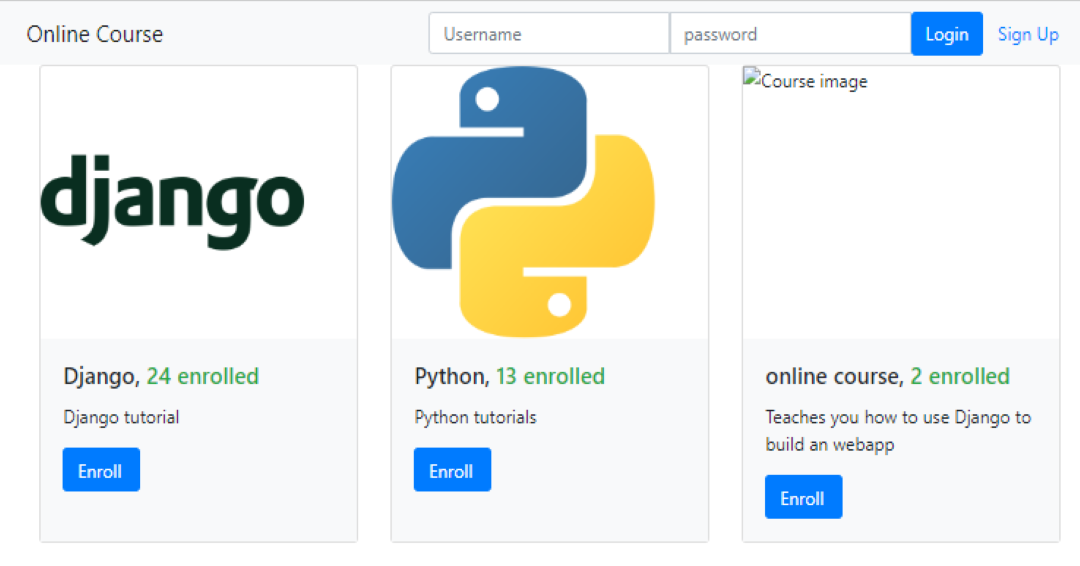 Online Course Username password Login Sign Up
django
Course image
Django, 24 enrolled
Django tutorial
Enroll
Python, 13 enrolled
Python tutorials
Enroll
online course, 2 enrolled
Teaches you how to use Django to
build an webapp
Enroll